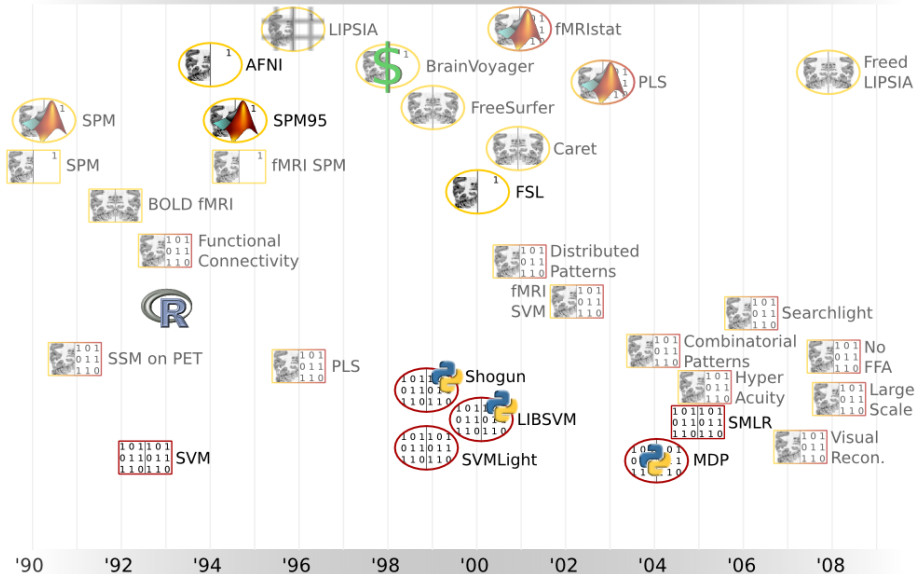 LIPSIA
fMRIstat
AFNI
$
BrainVoyager
Freed
LIPSIA
PLS
FreeSurfer
SPM
SPM95
Caret
SPM
fMRI SPM
FSL
BOLD fMRI
Functional
Connectivity
Distributed
Patterns
fMRI
SVM
R
Searchlight
SSM on PET
PLS
Combinatorial
Patterns
No
FFA
Shogun
Hyper
Acuity
Large
Scale
LIBSVM
SMLR
SVM
SVMLight
MDP
Visual
Recon.
'90 '92 '94 '96 '98 '99 '00 '02 '04 '06 '08